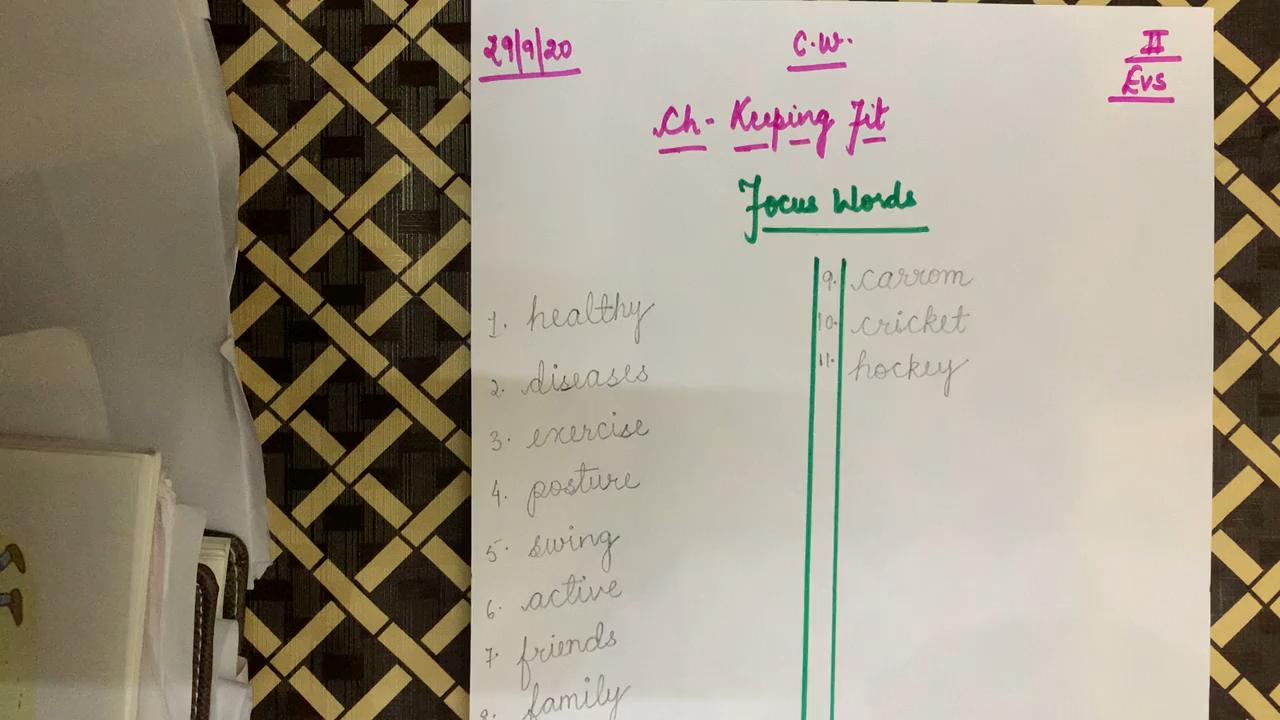 29/9/20
C.W.
II
Evs
Ch- Keeping Fit
Focus Words
1. healthy
2. diseases
3. exercise
4. posture
5. swing
6. active
7. friends
8. family
9. carrom
10. cricket
11. hockey